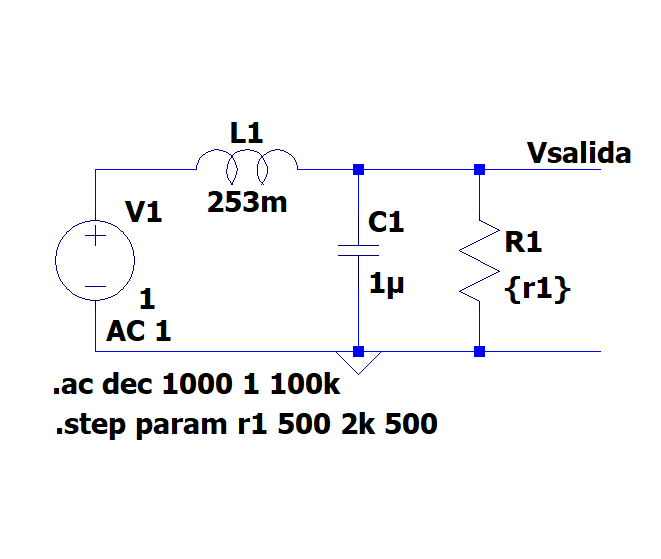 L1
253m
Vsalida
V1
1
AC 1
C1
1µ
R1
{r1}
.ac dec 1000 1 100k
.step param r1 500 2k 500